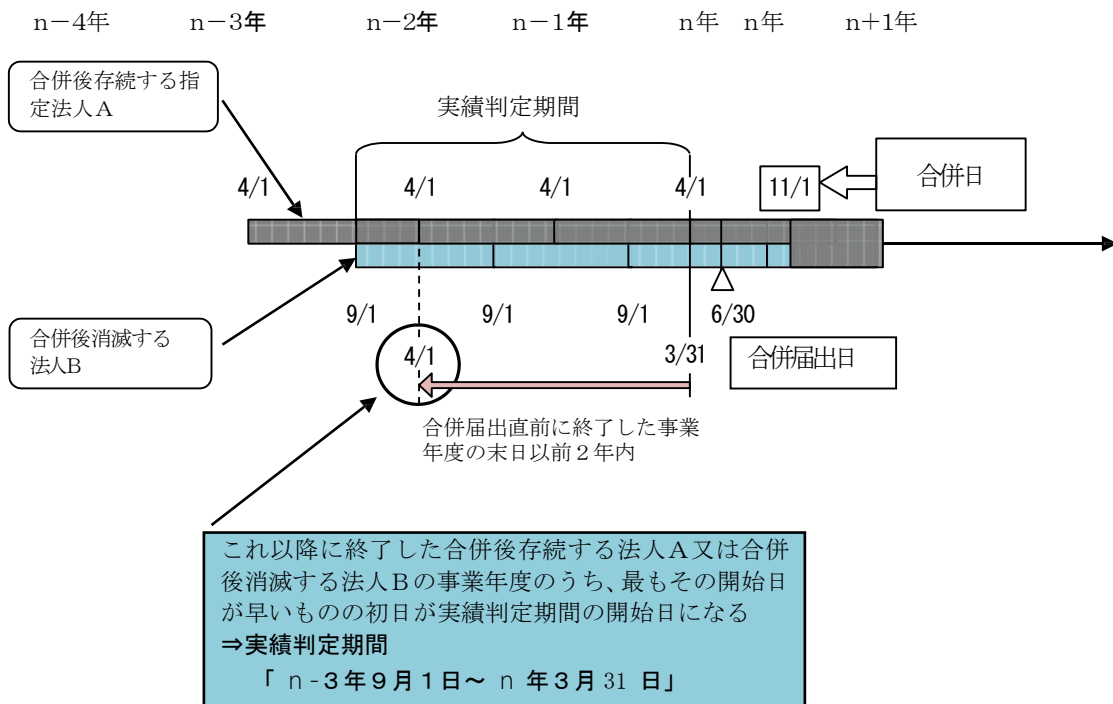 n－4年 n－3年 n－2年 n－1年 n年 n年 n+1年
合併後存続する指
定法人A
実績判定期間
4/1 4/1 4/1 4/1 11/1
合併日
9/1 9/1 9/1 6/30
合併後消滅する
法人B
4/1 3/31
合併届出日
合併届出直前に終了した事業
年度の末日以前２年内
これ以降に終了した合併後存続する法人Ａ又は合併
後消滅する法人Ｂの事業年度のうち、最もその開始日
が早いものの初日が実績判定期間の開始日になる
⇒実績判定期間
「 n-３年９月１日～ n 年３月 31 日」